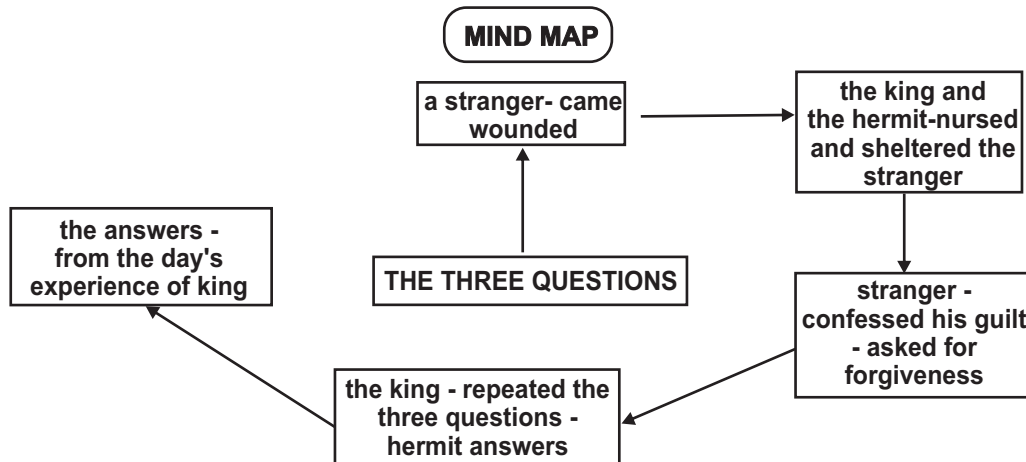 MIND MAP
a stranger- came
wounded
the king and
the hermit-nursed
and sheltered the
stranger
the answers -
from the day's
experience of king
THE THREE QUESTIONS
stranger -
confessed his guilt
- asked for
forgiveness
the king - repeated the
three questions -
hermit answers